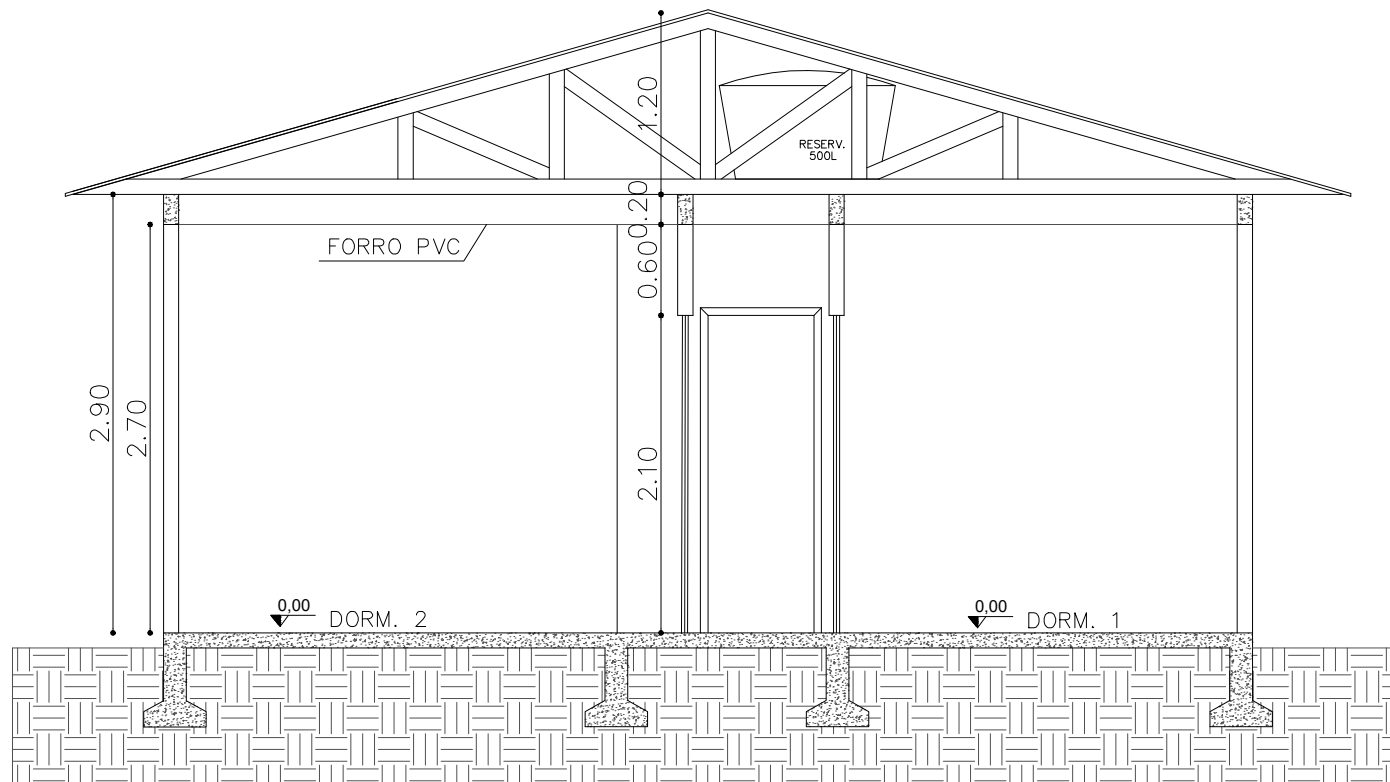 1.20
RESERV.
500L
0.20
FORRO PVC
0.60
2.90
2.70
2.10
0,00
DORM. 2
0,00
DORM. 1